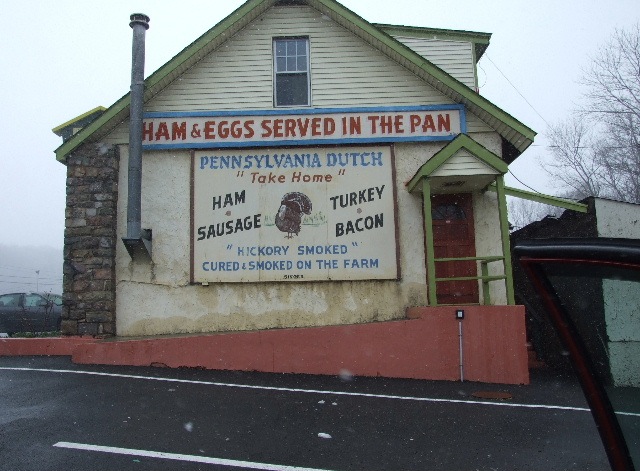 HAM & EGGS SERVED IN THE PAN
PENNSYLVANIA DUTCH
"Take Home"
HAM TURKEY
SAUSAGE BACON
"HICKORY SMOKED"
CURED & SMOKED ON THE FARM